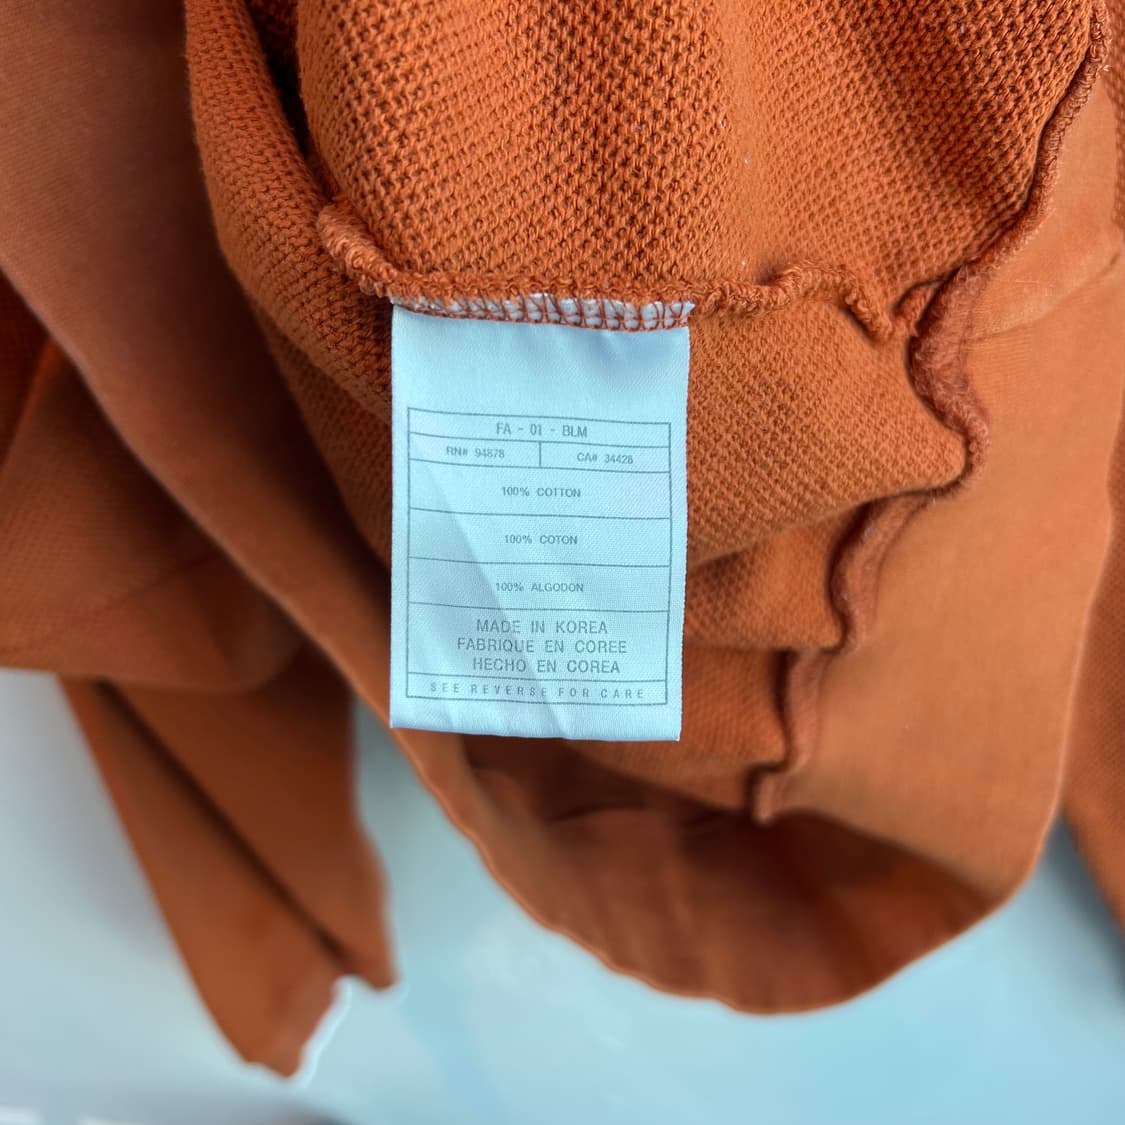 FA - 01 - BLM
RN# 94878 CA# 34428
100% COTTON
100% COTON
100% ALGODON
MADE IN KOREA
FABRIQUE EN COREE
HECHO EN COREA
SEE REVERSE FOR CARE